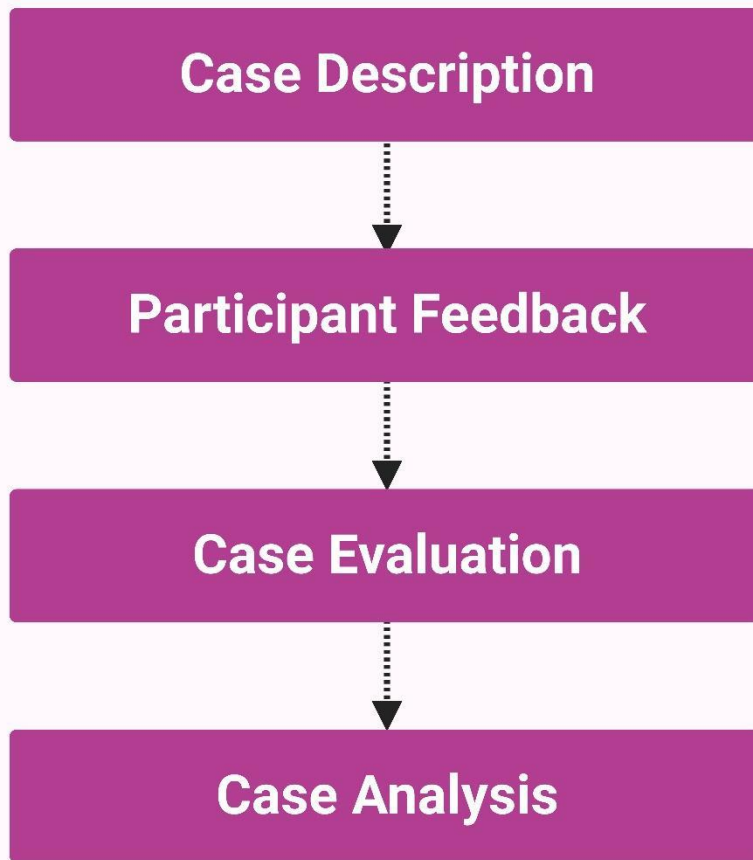 Case Description
Participant Feedback
Case Evaluation
Case Analysis